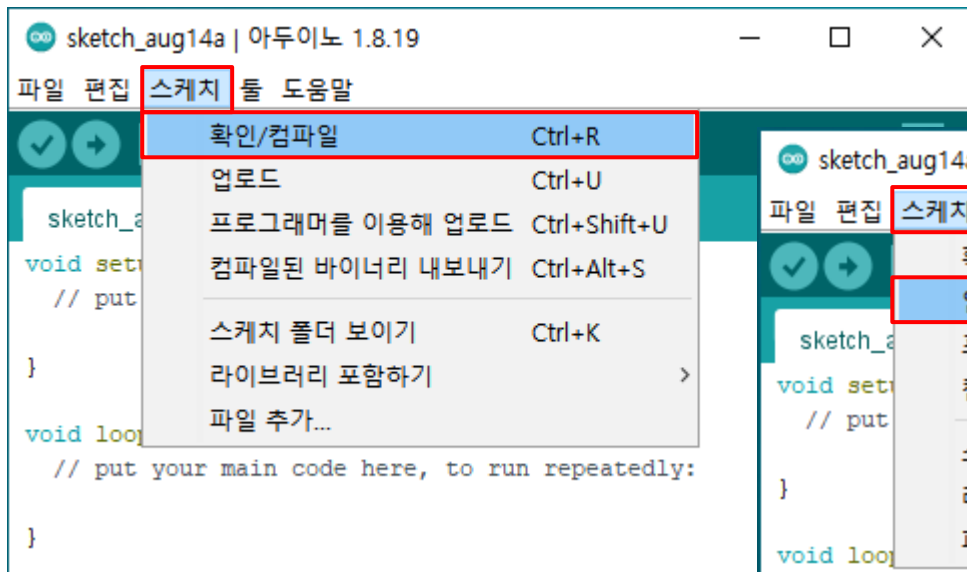 sketch_aug14a | 아두이노 1.8.19
파일 편집 스케치 툴 도움말
확인/컴파일 Ctrl+R
업로드 Ctrl+U
프로그래머를 이용해 업로드 Ctrl+Shift+U
컴파일된 바이너리 내보내기 Ctrl+Alt+S
스케치 폴더 보이기 Ctrl+K
라이브러리 포함하기
파일 추가...
sketch_a
void setu
// put
}
void loop
// put your main code here, to run repeatedly:
}
sketch_aug14a
파일 편집 스케치
sketch_a
void setu
// put
}
void loop